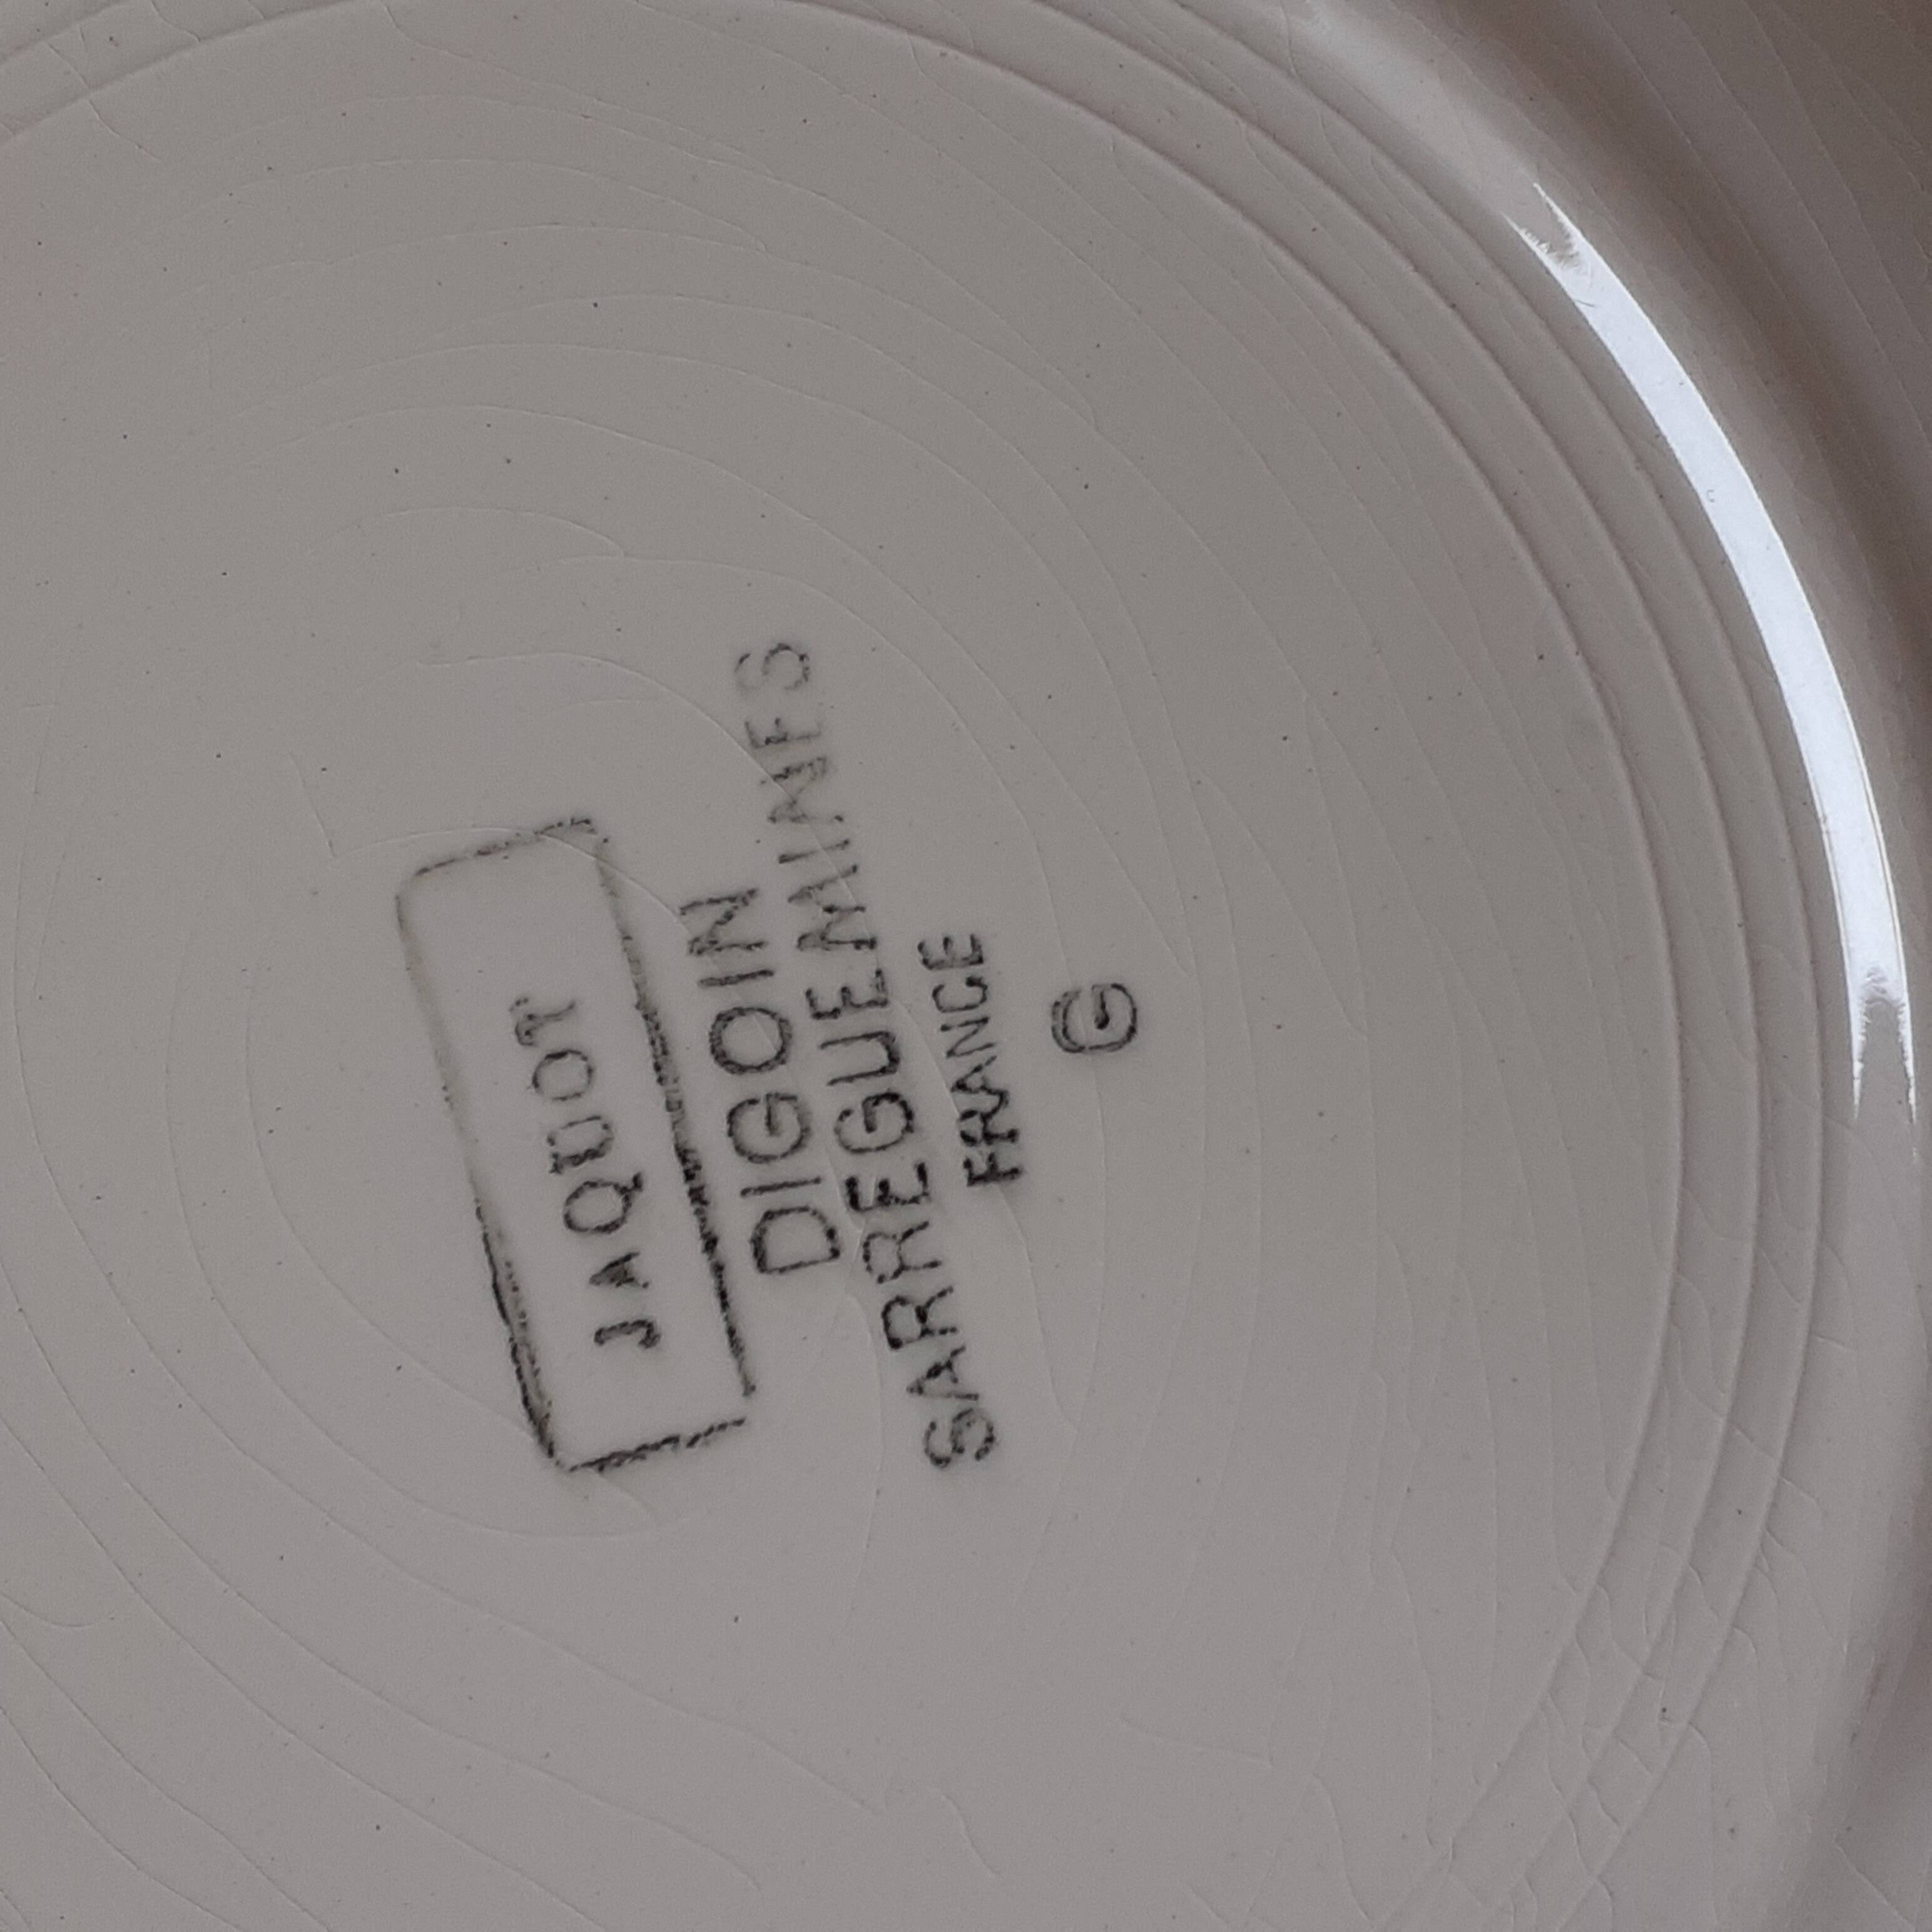 JAQUOT
DIGOIN
SARREGUEMINES
FRANCE
G